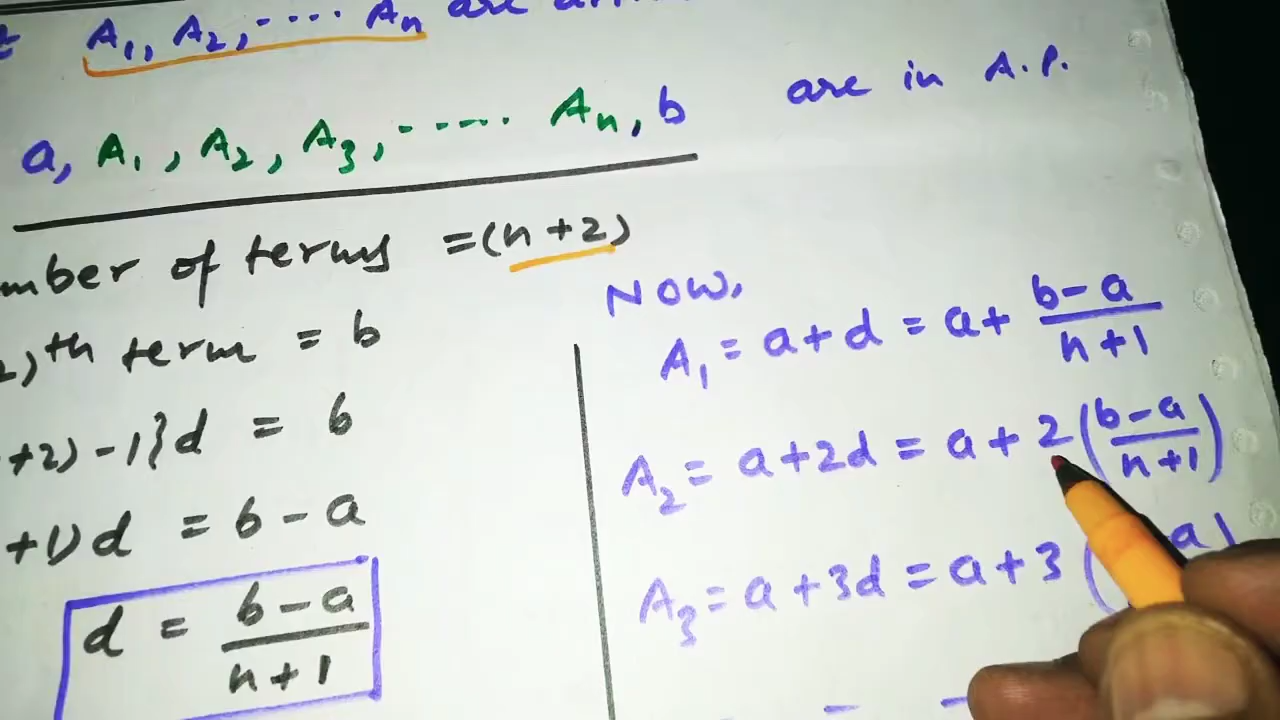 A₁, A₂, ..... Aₙ are
a, A₁, A₂, A₃, ..... Aₙ, b are in A.P.
of terms = (n+2)
th term = b
+2)-1}d = b
+1)d = b-a
d = (b-a)/(n+1)
NOW,
A₁ = a+d = a+ (b-a)/(n+1)
A₂ = a+2d = a+2((b-a)/(n+1))
A₃ = a+3d = a+3(